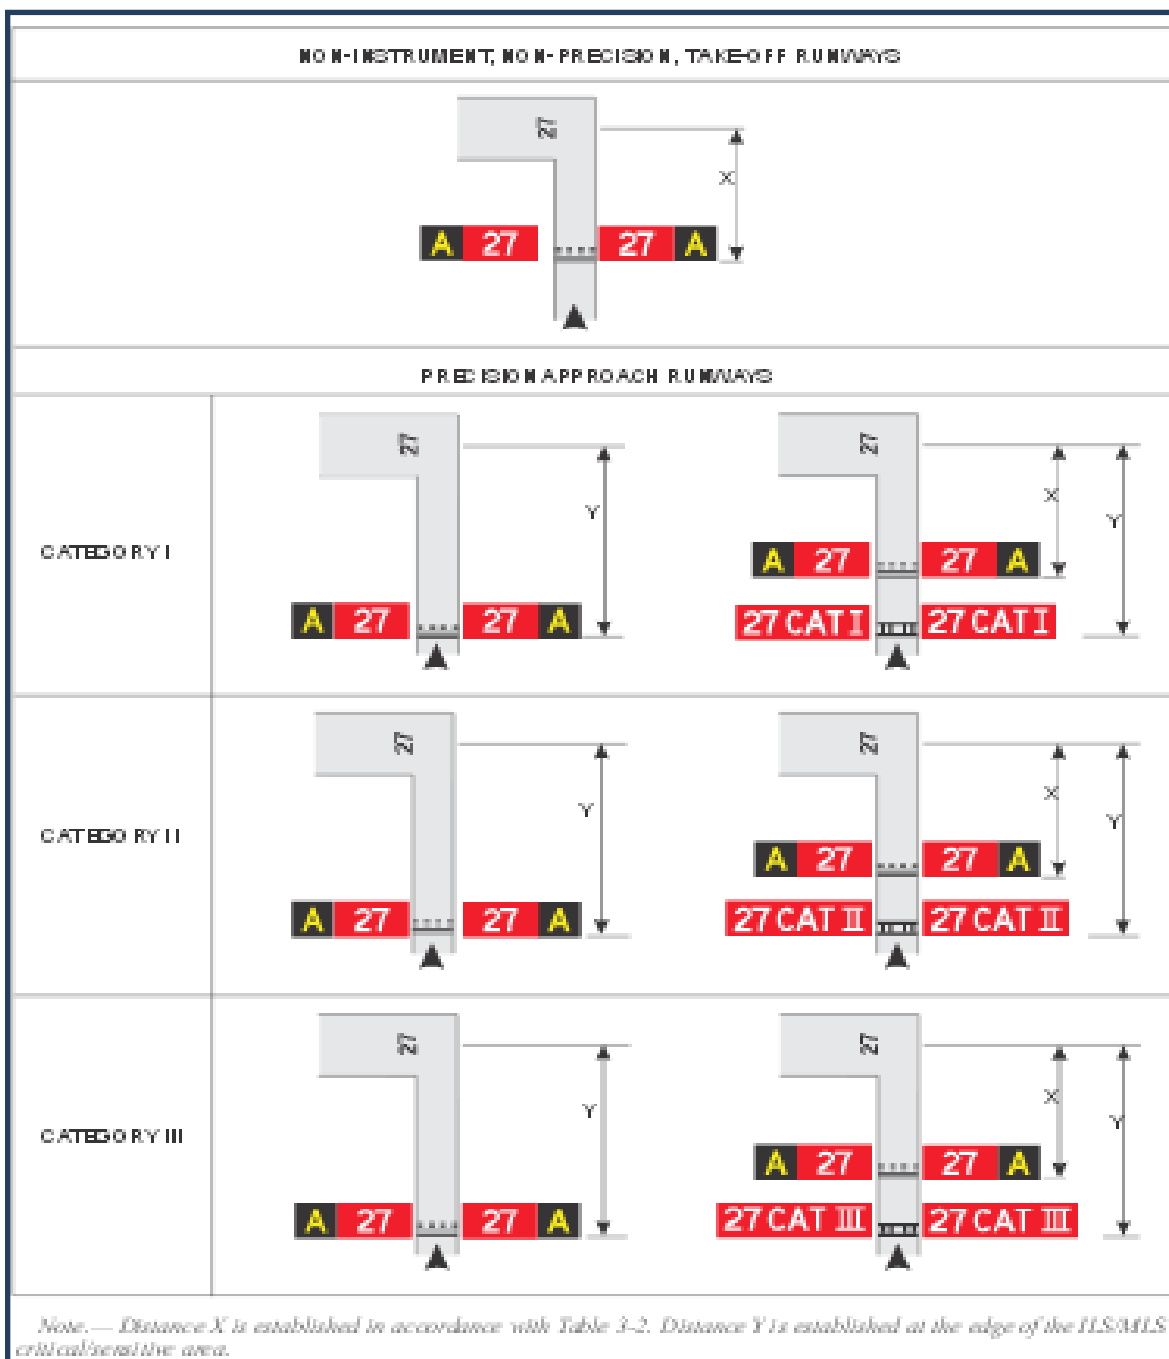 NON-INSTRUMENT, NON-PRECISION, TAKE-OFF RUNWAYS
27
X
A 27 27 A
PRECISION APPROACH RUNWAYS
27 27
Y X Y
CATEGORY I
A 27 27 A
A 27 27 A
27 CAT I 27 CAT I
27 27
Y X Y
CATEGORY II
A 27 27 A
A 27 27 A
27 CAT II 27 CAT II
27 27
Y X Y
CATEGORY III
A 27 27 A
A 27 27 A
27 CAT III 27 CAT III
Note.— Distance X is established in accordance with Table 3-2. Distance Y is established at the edge of the ILS/MLS
critical/sensitive area.